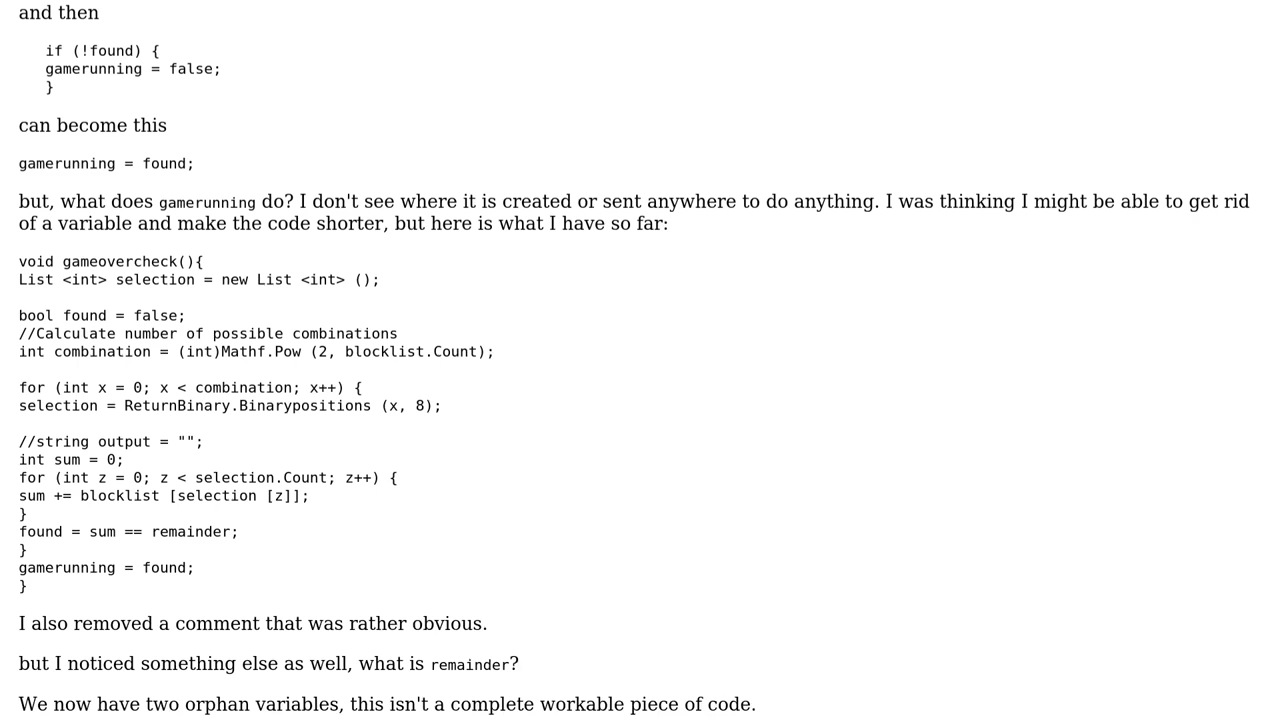 and then
if (!found) {
gamerunning = false;
}
can become this
gamerunning = found;
but, what does gamerunning do? I don't see where it is created or sent anywhere to do anything. I was thinking I might be able to get rid
of a variable and make the code shorter, but here is what I have so far:
void gameovercheck(){
List <int> selection = new List <int> ();
bool found = false;
//Calculate number of possible combinations
int combination = (int)Mathf.Pow (2, blocklist.Count);
for (int x = 0; x < combination; x++) {
selection = ReturnBinary.Binarypositions (x, 8);
//string output = "";
int sum = 0;
for (int z = 0; z < selection.Count; z++) {
sum += blocklist [selection [z]];
}
found = sum == remainder;
}
gamerunning = found;
}
I also removed a comment that was rather obvious.
but I noticed something else as well, what is remainder?
We now have two orphan variables, this isn't a complete workable piece of code.